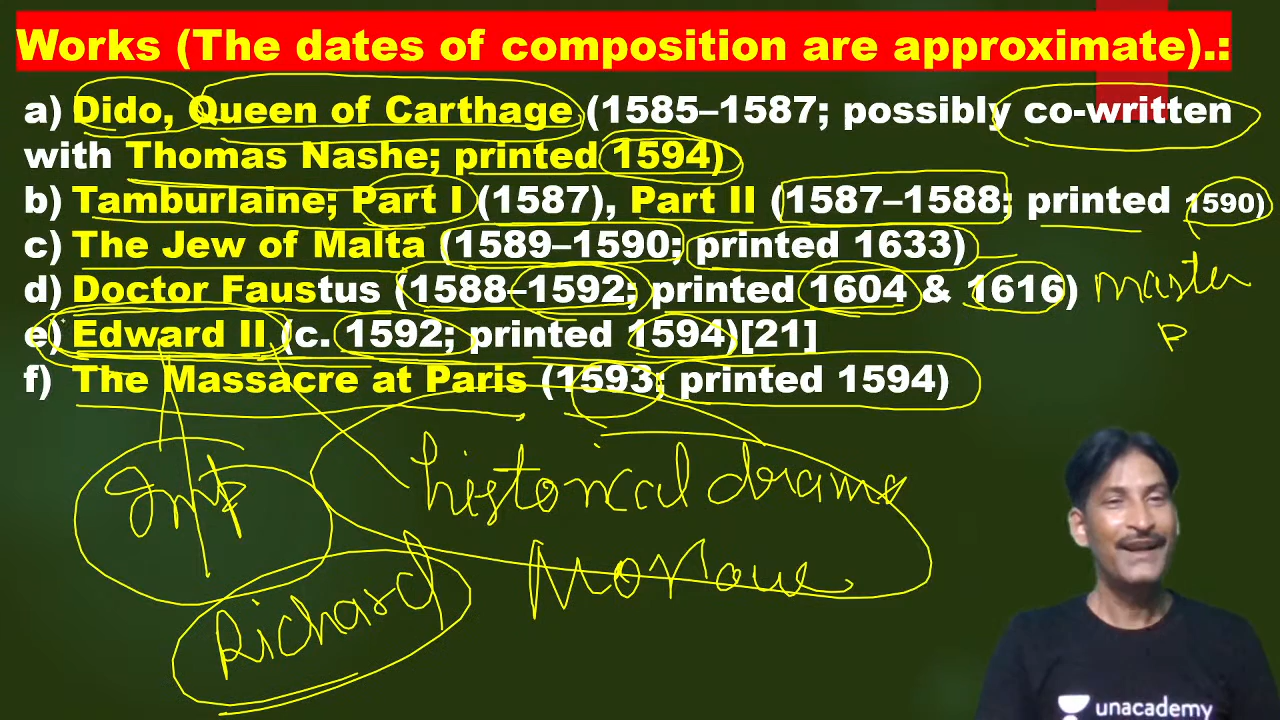 Works (The dates of composition are approximate).:
a) Dido, Queen of Carthage (1585–1587; possibly co-written
with Thomas Nashe; printed 1594)
b) Tamburlaine; Part I (1587), Part II (1587–1588; printed 1590)
c) The Jew of Malta (1589–1590; printed 1633)
d) Doctor Faustus (1588–1592; printed 1604 & 1616)
master
P
e) Edward II (c. 1592; printed 1594)[21]
f) The Massacre at Paris (1593; printed 1594)
historical drama
Imp
Richard
unacademy